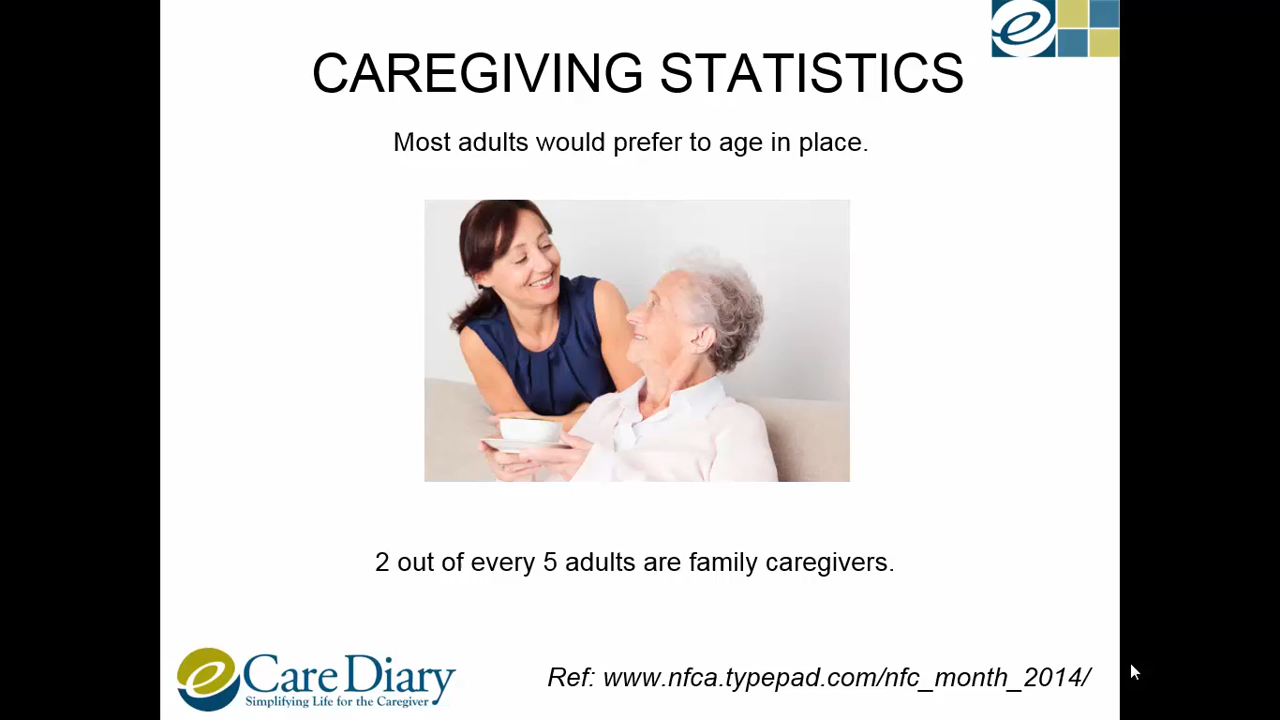 CAREGIVING STATISTICS
Most adults would prefer to age in place.
2 out of every 5 adults are family caregivers.
e Care Diary
Simplifying Life for the Caregiver
Ref: www.nfca.typepad.com/nfc_month_2014/